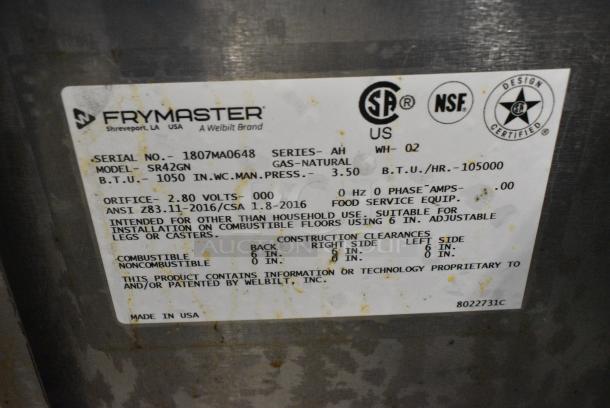 FRYMASTER®
Shreveport, LA USA A Welbilt Brand
SA® US
NSF®
DESIGN CERTIFIED
SERIAL NO.- 1807MA0648 SERIES- AH WH- 02
MODEL- SR42GN GAS-NATURAL
B.T.U.- 1050 IN.WC.MAN.PRESS.- 3.50 B.T.U./HR.-105000
ORIFICE- 2.80 VOLTS- 000 0 HZ 0 PHASE AMPS- .00
ANSI Z83.11-2016/CSA 1.8-2016 FOOD SERVICE EQUIP.
INTENDED FOR OTHER THAN HOUSEHOLD USE. SUITABLE FOR
INSTALLATION ON COMBUSTIBLE FLOORS USING 6 IN. ADJUSTABLE
LEGS OR CASTERS.
CONSTRUCTION CLEARANCES
BACK RIGHT SIDE LEFT SIDE
COMBUSTIBLE 6 IN. 6 IN. 6 IN.
NONCOMBUSTIBLE 0 IN. 0 IN. 0 IN.
THIS PRODUCT CONTAINS INFORMATION OR TECHNOLOGY PROPRIETARY TO
AND/OR PATENTED BY WELBILT, INC.
8022731C
MADE IN USA